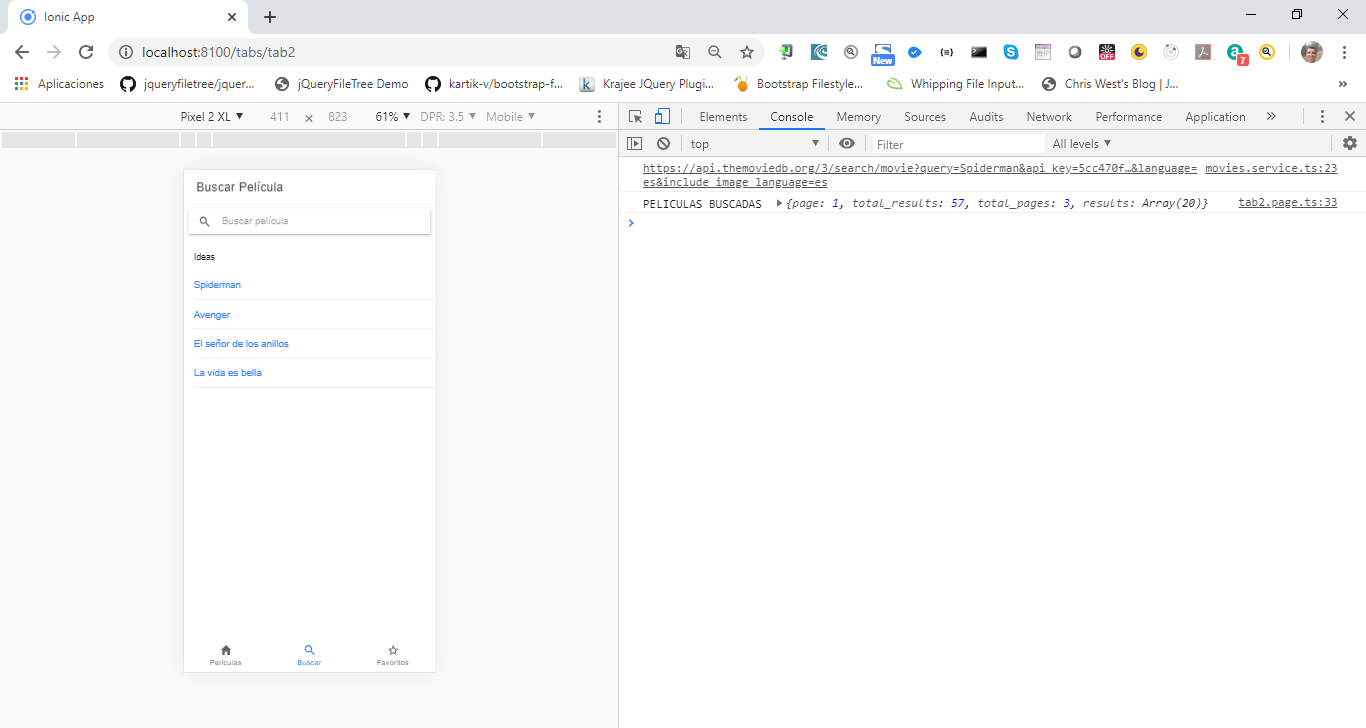 Ionic App
localhost:8100/tabs/tab2
New
OFF
7
Aplicaciones jqueryfiletree/jquer... jQueryFileTree Demo kartik-v/bootstrap-f... Krajee JQuery Plugi... Bootstrap Filestyle... Whipping File Input... Chris West's Blog | J... »
Pixel 2 XL ▼ 411 × 823 61% ▼ DPR: 3.5 ▼ Mobile ▼
Elements Console Memory Sources Audits Network Performance Application »
top ▼ Filter All levels ▼
https://api.themoviedb.org/3/search/movie?query=Spiderman&api_key=5cc470f…&language= movies.service.ts:23
es&include_image_language=es
PELICULAS BUSCADAS ▶{page: 1, total_results: 57, total_pages: 3, results: Array(20)} tab2.page.ts:33
Buscar Película
Buscar película
Ideas
Spiderman
Avenger
El señor de los anillos
La vida es bella
Películas Buscar Favoritos